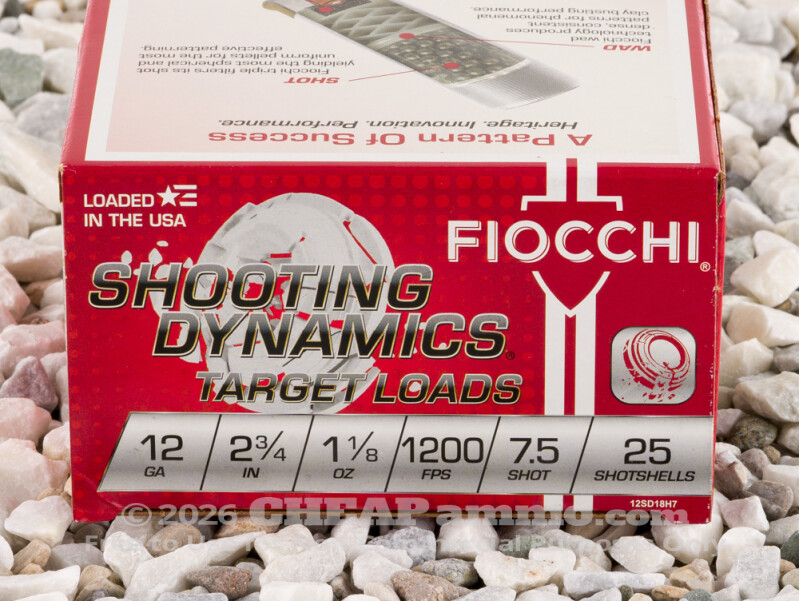 clay busting performance.
patterns for phenomenal
dense, consistent
technology produces
Fiocchi wad
WAD
effective patterning.
uniform pellets for the most
yielding the most spherical and
Fiocchi triple filters its shot
SHOT
Heritage. Innovation. Performance.
A Pattern Of Success
LOADED
IN THE USA
FIOCCHI®
SHOOTING
DYNAMICS®
TARGET LOADS
12 2¾ 1⅛ 1200 7.5 25
GA IN OZ FPS SHOT SHOTSHELLS
12SD18H7
© 2026 CHEAPammo.com